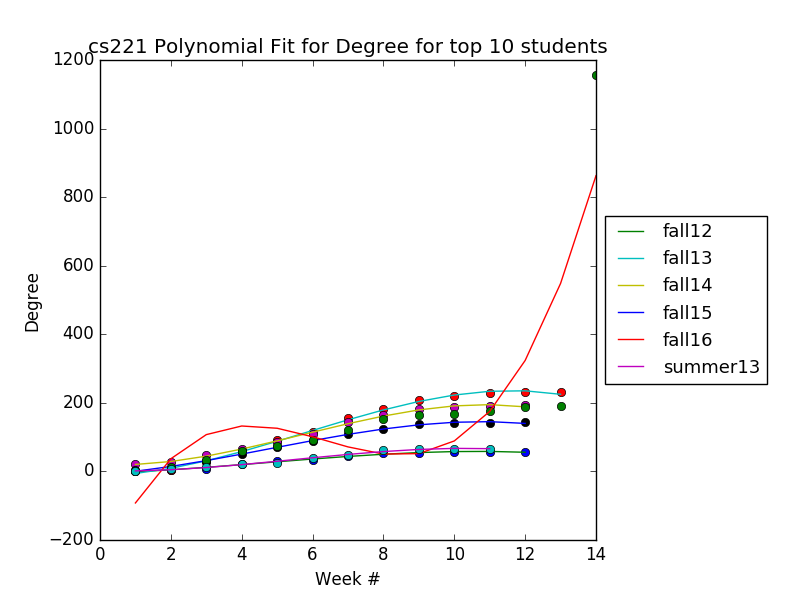 cs221 Polynomial Fit for Degree for top 10 students
1200
1000
800
600
400
200
0
−200
0 2 4 6 8 10 12 14
Degree
Week #
fall12
fall13
fall14
fall15
fall16
summer13